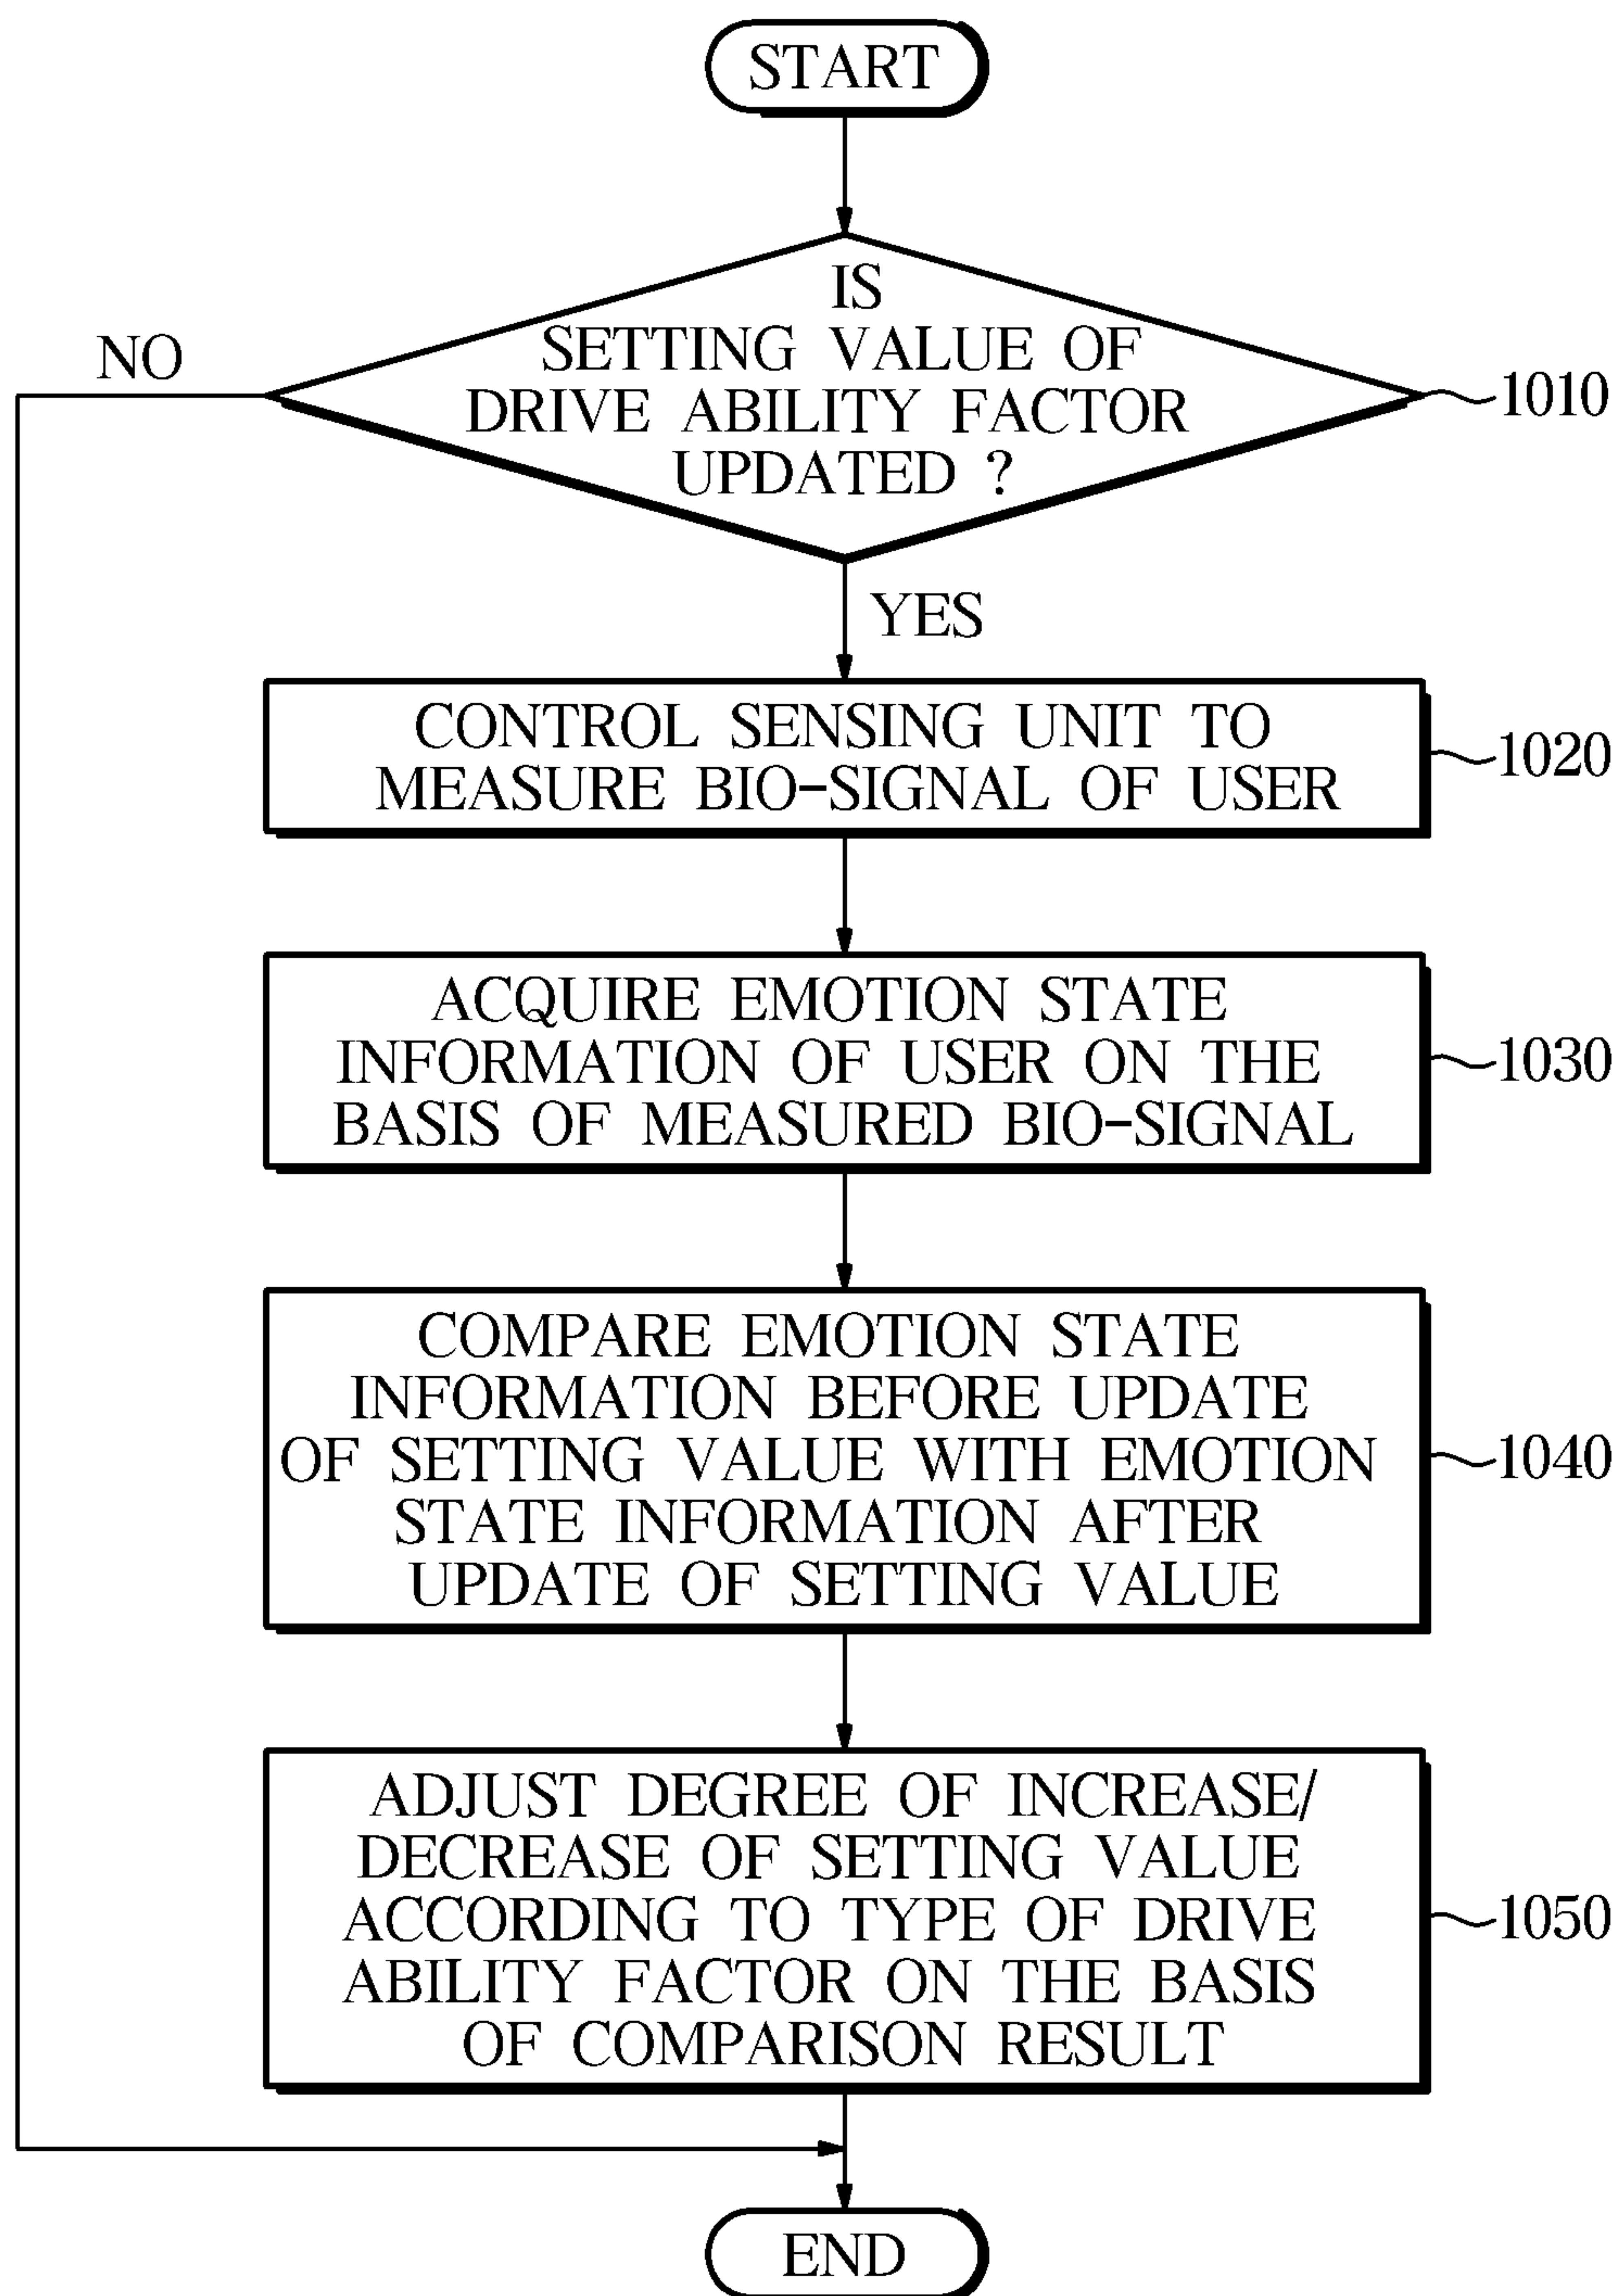 START
IS
SETTING VALUE OF
DRIVE ABILITY FACTOR
UPDATED ?
NO
1010
YES
CONTROL SENSING UNIT TO
MEASURE BIO-SIGNAL OF USER
1020
ACQUIRE EMOTION STATE
INFORMATION OF USER ON THE
BASIS OF MEASURED BIO-SIGNAL
1030
COMPARE EMOTION STATE
INFORMATION BEFORE UPDATE
OF SETTING VALUE WITH EMOTION
STATE INFORMATION AFTER
UPDATE OF SETTING VALUE
1040
ADJUST DEGREE OF INCREASE/
DECREASE OF SETTING VALUE
ACCORDING TO TYPE OF DRIVE
ABILITY FACTOR ON THE BASIS
OF COMPARISON RESULT
1050
END